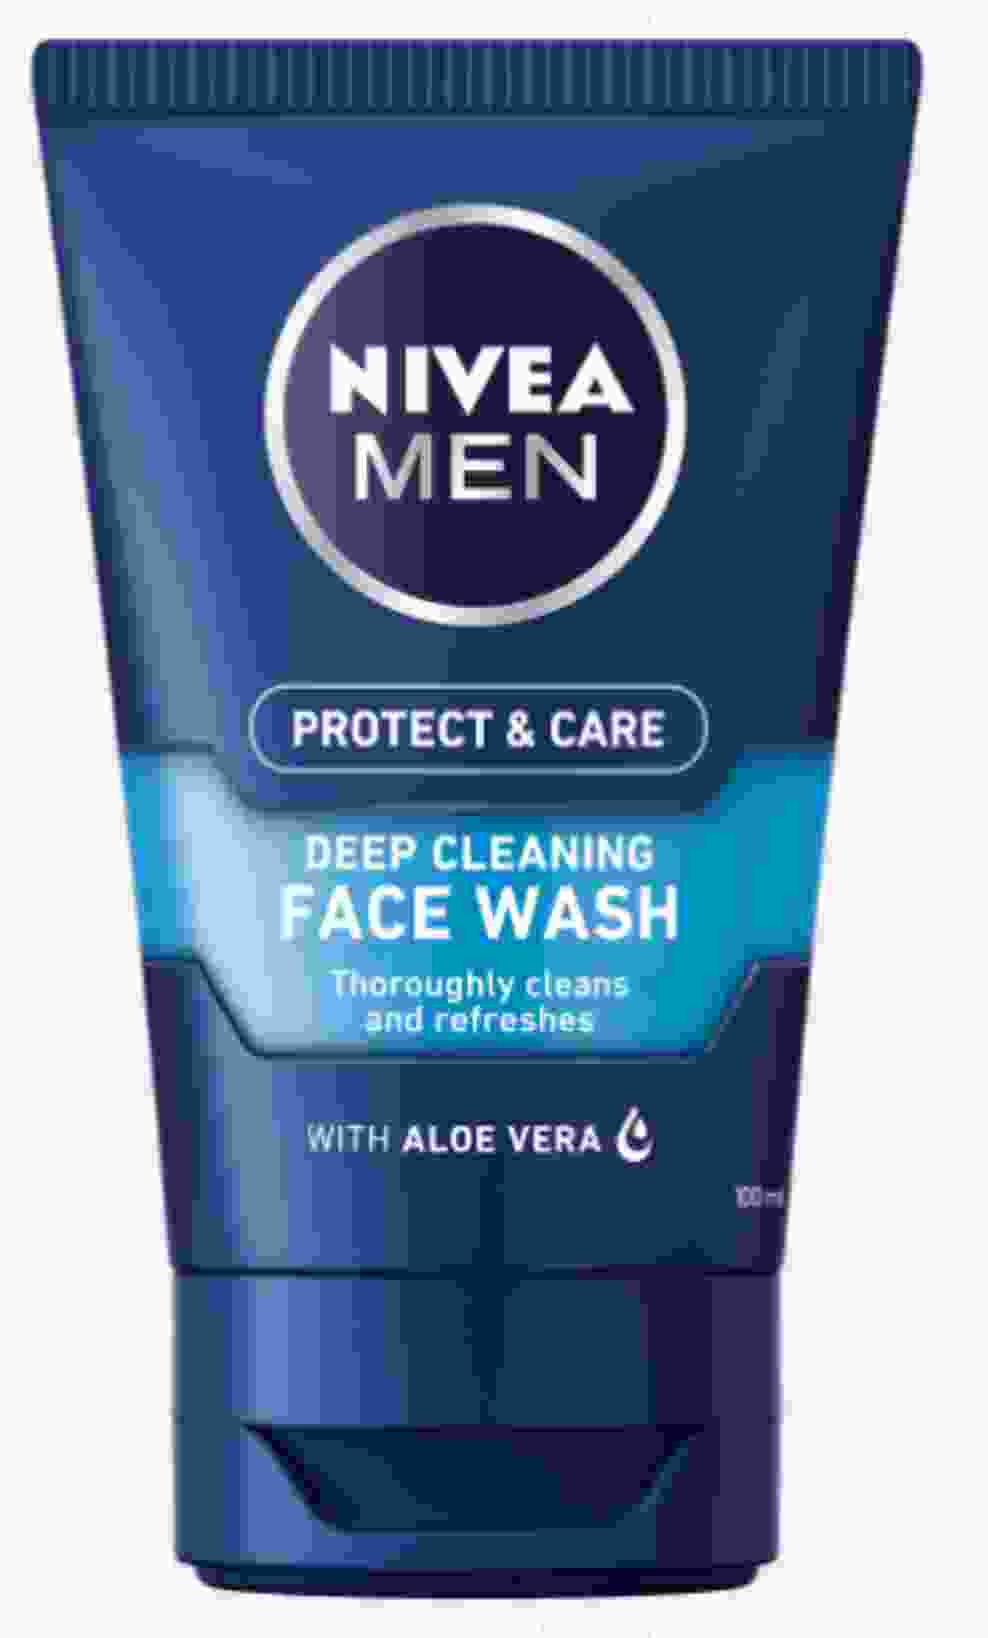 NIVEA
MEN
PROTECT & CARE
DEEP CLEANING
FACE WASH
Thoroughly cleans
and refreshes
WITH ALOE VERA
100 ml